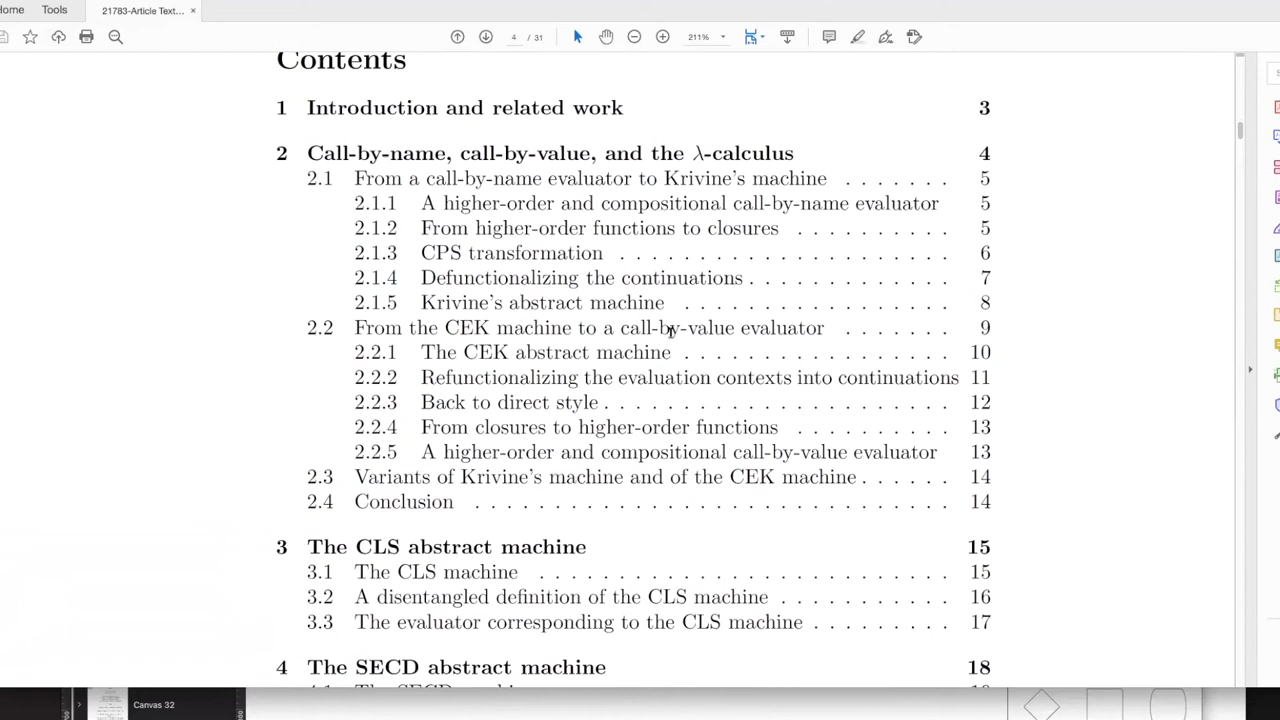 Home Tools 21783-Article Text... ×
4 / 31 211%
Contents
1 Introduction and related work 3
2 Call-by-name, call-by-value, and the λ-calculus 4
2.1 From a call-by-name evaluator to Krivine's machine . . . . . . . 5
2.1.1 A higher-order and compositional call-by-name evaluator 5
2.1.2 From higher-order functions to closures . . . . . . . . . . 5
2.1.3 CPS transformation . . . . . . . . . . . . . . . . . . . . . 6
2.1.4 Defunctionalizing the continuations . . . . . . . . . . . . . 7
2.1.5 Krivine's abstract machine . . . . . . . . . . . . . . . . . 8
2.2 From the CEK machine to a call-by-value evaluator . . . . . . . 9
2.2.1 The CEK abstract machine . . . . . . . . . . . . . . . . . 10
2.2.2 Refunctionalizing the evaluation contexts into continuations 11
2.2.3 Back to direct style . . . . . . . . . . . . . . . . . . . . . . 12
2.2.4 From closures to higher-order functions . . . . . . . . . . 13
2.2.5 A higher-order and compositional call-by-value evaluator 13
2.3 Variants of Krivine's machine and of the CEK machine . . . . . . 14
2.4 Conclusion . . . . . . . . . . . . . . . . . . . . . . . . . . . . . 14
3 The CLS abstract machine 15
3.1 The CLS machine . . . . . . . . . . . . . . . . . . . . . . . . . . 15
3.2 A disentangled definition of the CLS machine . . . . . . . . . . . 16
3.3 The evaluator corresponding to the CLS machine . . . . . . . . . 17
4 The SECD abstract machine 18
Canvas 32